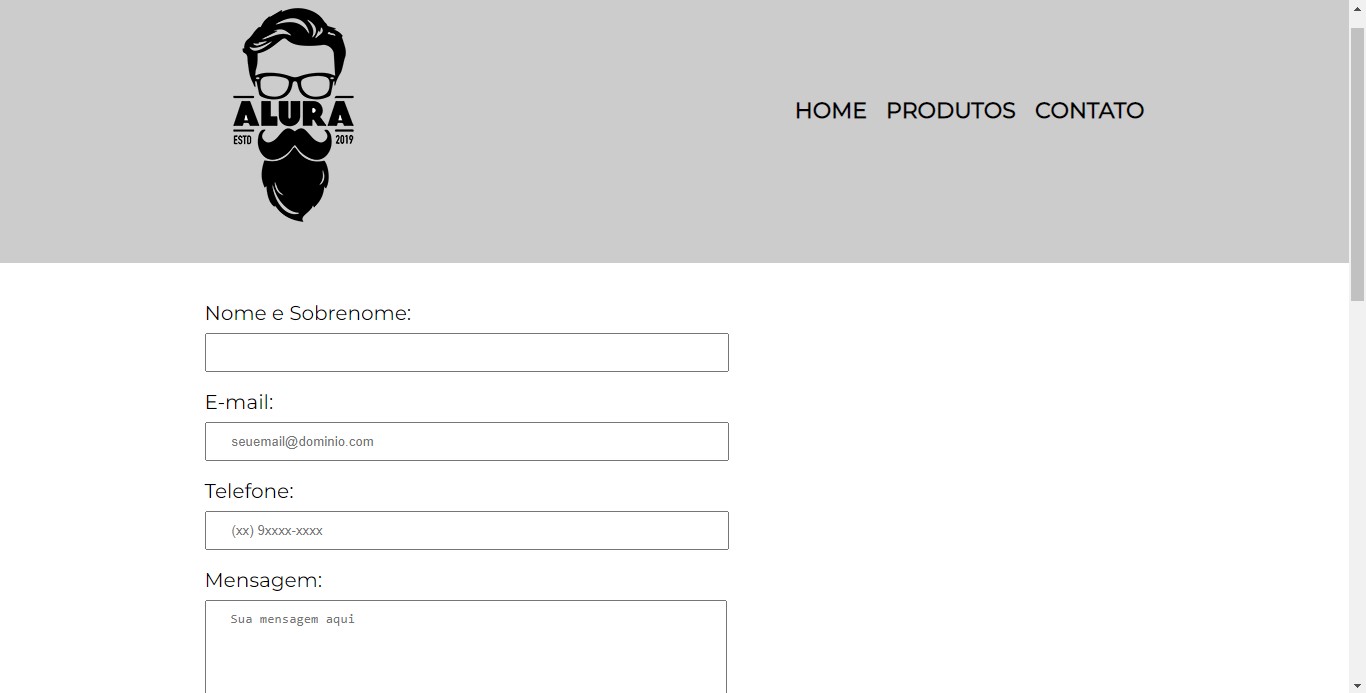 ALURA
ESTD 2019
HOME PRODUTOS CONTATO
Nome e Sobrenome:
E-mail:
seuemail@dominio.com
Telefone:
(xx) 9xxxx-xxxx
Mensagem:
Sua mensagem aqui